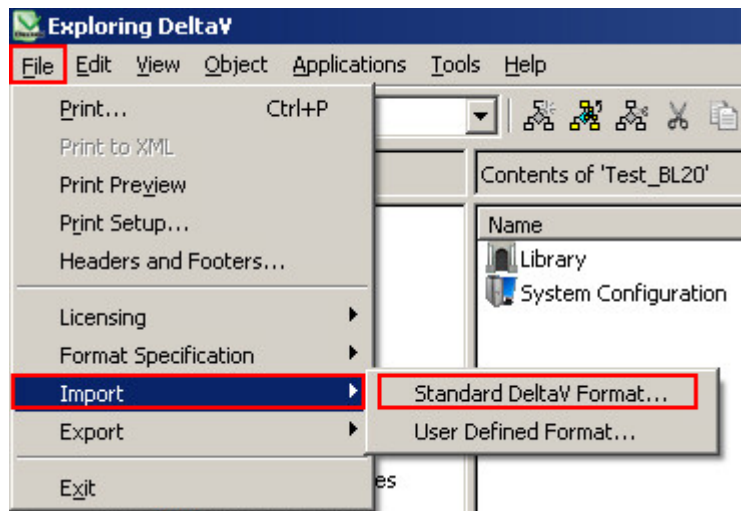 Exploring DeltaV
File Edit View Object Applications Tools Help
Print... Ctrl+P
Print to XML
Print Preview
Print Setup...
Headers and Footers...
Licensing
Format Specification
Import
Export
Exit
Contents of 'Test_BL20'
Name
Library
System Configuration
Standard DeltaV Format...
User Defined Format...
es